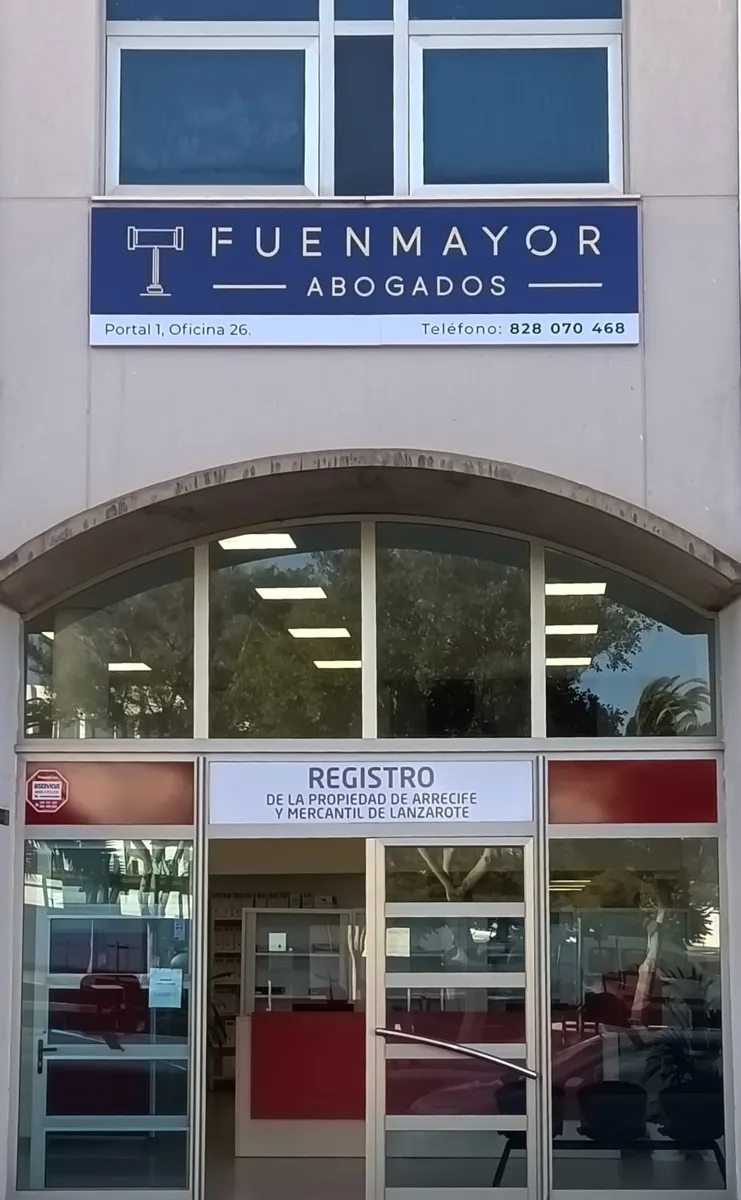 FUENMAYOR
ABOGADOS
Portal 1, Oficina 26.
Teléfono: 828 070 468
REGISTRO
DE LA PROPIEDAD DE ARRECIFE
Y MERCANTIL DE LANZAROTE